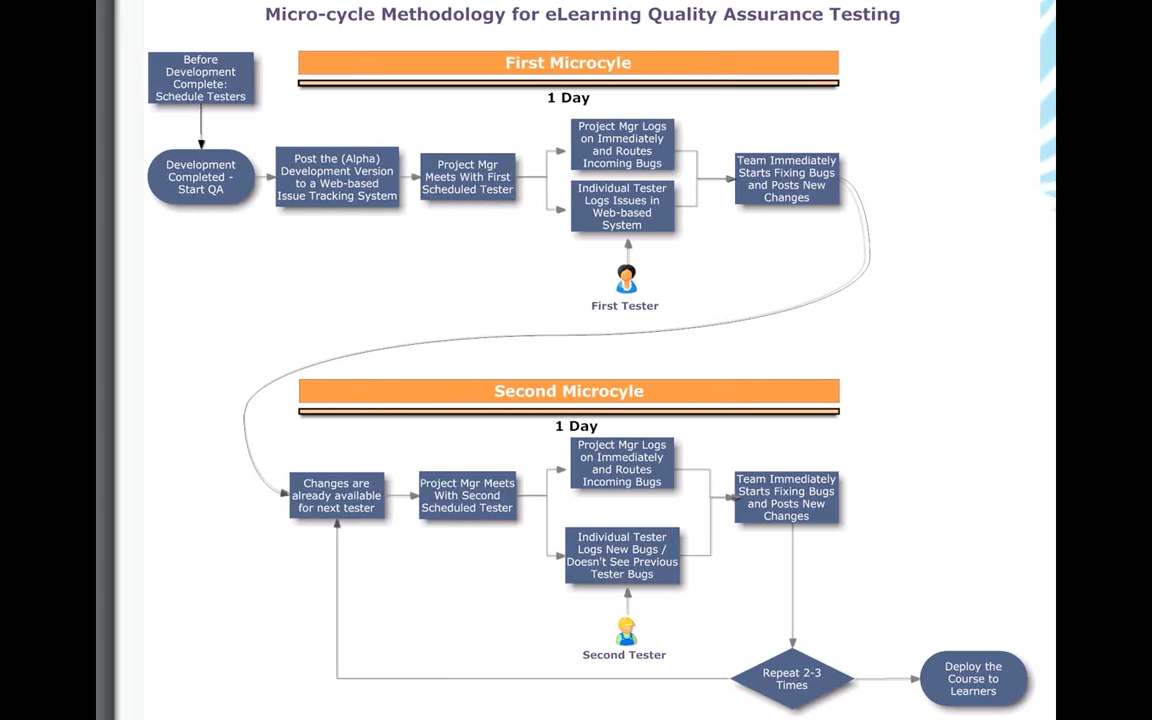 Micro-cycle Methodology for eLearning Quality Assurance Testing
Before
Development
Complete:
Schedule Testers
First Microcyle
1 Day
Development
Completed -
Start QA
Post the (Alpha)
Development Version
to a Web-based
Issue Tracking System
Project Mgr
Meets With First
Scheduled Tester
Project Mgr Logs
on Immediately
and Routes
Incoming Bugs
Individual Tester
Logs Issues in
Web-based
System
Team Immediately
Starts Fixing Bugs
and Posts New
Changes
First Tester
Second Microcyle
1 Day
Changes are
already available
for next tester
Project Mgr Meets
With Second
Scheduled Tester
Project Mgr Logs
on Immediately
and Routes
Incoming Bugs
Individual Tester
Logs New Bugs /
Doesn't See Previous
Tester Bugs
Team Immediately
Starts Fixing Bugs
and Posts New
Changes
Second Tester
Repeat 2-3
Times
Deploy the
Course to
Learners